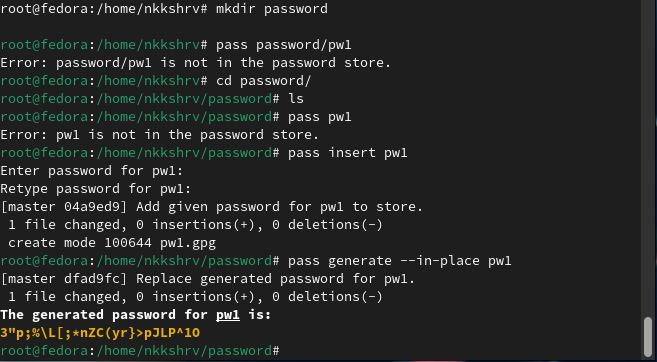 root@fedora:/home/nkkshrv# mkdir password
root@fedora:/home/nkkshrv# pass password/pw1
Error: password/pw1 is not in the password store.
root@fedora:/home/nkkshrv# cd password/
root@fedora:/home/nkkshrv/password# ls
root@fedora:/home/nkkshrv/password# pass pw1
Error: pw1 is not in the password store.
root@fedora:/home/nkkshrv/password# pass insert pw1
Enter password for pw1:
Retype password for pw1:
[master 04a9ed9] Add given password for pw1 to store.
 1 file changed, 0 insertions(+), 0 deletions(-)
 create mode 100644 pw1.gpg
root@fedora:/home/nkkshrv/password# pass generate --in-place pw1
[master dfad9fc] Replace generated password for pw1.
 1 file changed, 0 insertions(+), 0 deletions(-)
The generated password for pw1 is:
3"p;%\L[;*nZC(yr}>pJLP^1O
root@fedora:/home/nkkshrv/password#